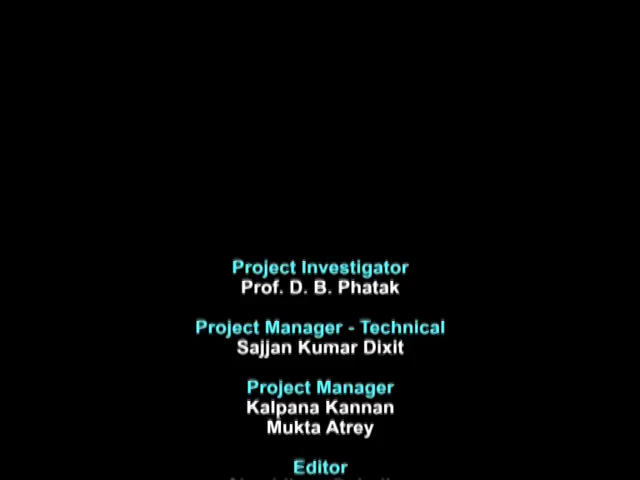 Project Investigator
Prof. D. B. Phatak
Project Manager - Technical
Sajjan Kumar Dixit
Project Manager
Kalpana Kannan
Mukta Atrey
Editor